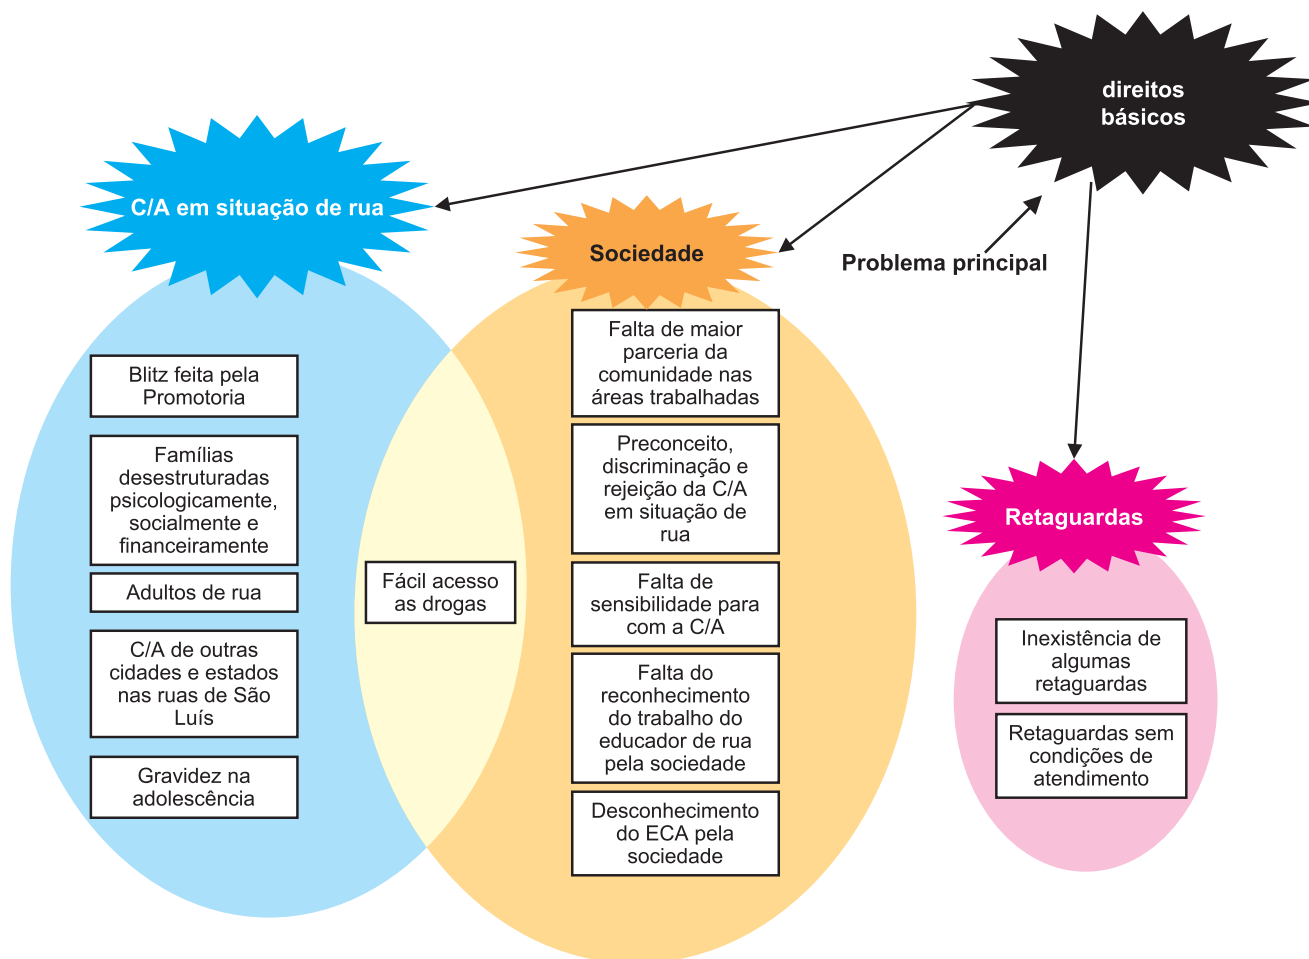 direitos
básicos
C/A em situação de rua
Sociedade
Problema principal
Blitz feita pela
Promotoria
Famílias
desestruturadas
psicologicamente,
socialmente e
financeiramente
Adultos de rua
C/A de outras
cidades e estados
nas ruas de São
Luís
Gravidez na
adolescência
Fácil acesso
as drogas
Falta de maior
parceria da
comunidade nas
áreas trabalhadas
Preconceito,
discriminação e
rejeição da C/A
em situação de
rua
Falta de
sensibilidade para
com a C/A
Falta do
reconhecimento
do trabalho do
educador de rua
pela sociedade
Desconhecimento
do ECA pela
sociedade
Retaguardas
Inexistência de
algumas
retaguardas
Retaguardas sem
condições de
atendimento